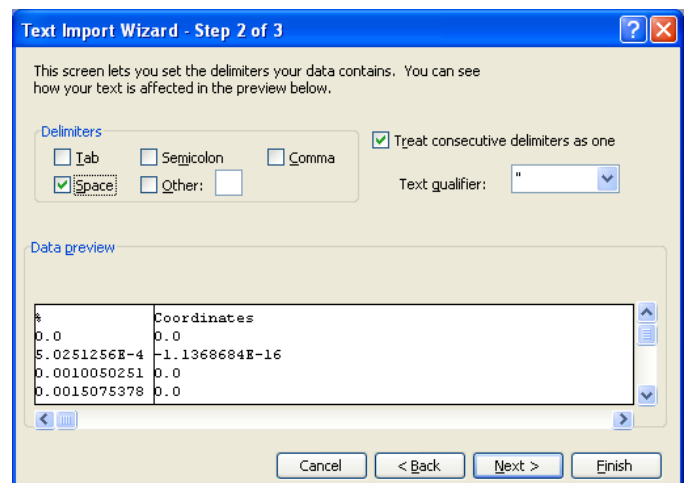 Text Import Wizard - Step 2 of 3
This screen lets you set the delimiters your data contains. You can see
how your text is affected in the preview below.
Delimiters
Tab Semicolon Comma
Space Other:
Treat consecutive delimiters as one
Text qualifier: "
Data preview
% Coordinates
0.0 0.0
5.0251256E-4 -1.1368684E-16
0.0010050251 0.0
0.0015075378 0.0
Cancel < Back Next > Finish